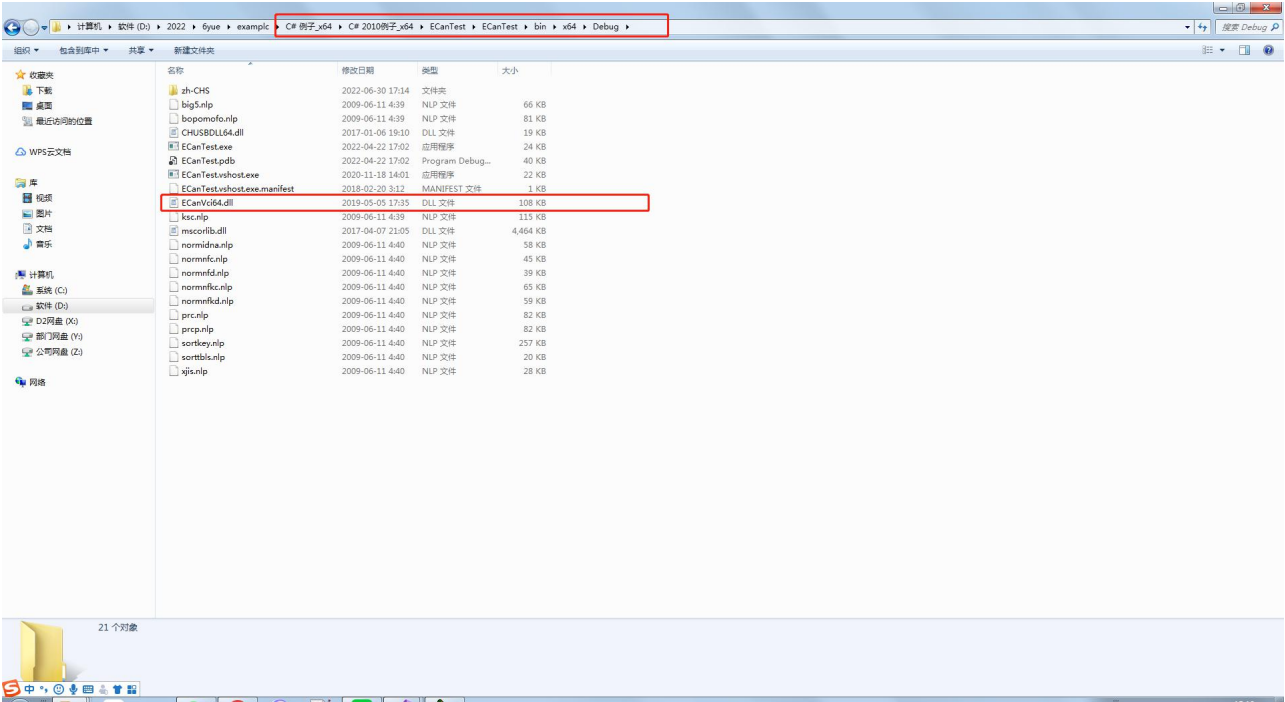 计算机 ▸ 软件 (D:) ▸ 2022 ▸ 6yue ▸ example ▸ C# 例子_x64 ▸ C# 2010例子_x64 ▸ ECanTest ▸ ECanTest ▸ bin ▸ x64 ▸ Debug ▸ 搜索 Debug
组织 包含到库中 共享 新建文件夹
收藏夹
下载
桌面
最近访问的位置
WPS云文档
库
视频
图片
文档
音乐
计算机
系统 (C:)
软件 (D:)
D2网盘 (X:)
部门网盘 (Y:)
公司网盘 (Z:)
网络
名称 修改日期 类型 大小
zh-CHS 2022-06-30 17:14 文件夹
big5.nlp 2009-06-11 4:39 NLP 文件 66 KB
bopomofo.nlp 2009-06-11 4:39 NLP 文件 81 KB
CHUSBDLL64.dll 2017-01-06 19:10 DLL 文件 19 KB
ECanTest.exe 2022-04-22 17:02 应用程序 24 KB
ECanTest.pdb 2022-04-22 17:02 Program Debug... 40 KB
ECanTest.vshost.exe 2020-11-18 14:01 应用程序 22 KB
ECanTest.vshost.exe.manifest 2018-02-20 3:12 MANIFEST 文件 1 KB
ECanVci64.dll 2019-05-05 17:35 DLL 文件 108 KB
ksc.nlp 2009-06-11 4:39 NLP 文件 115 KB
mscorlib.dll 2017-04-07 21:05 DLL 文件 4,464 KB
normidna.nlp 2009-06-11 4:40 NLP 文件 58 KB
normnfc.nlp 2009-06-11 4:40 NLP 文件 45 KB
normnfd.nlp 2009-06-11 4:40 NLP 文件 39 KB
normnfkc.nlp 2009-06-11 4:40 NLP 文件 65 KB
normnfkd.nlp 2009-06-11 4:40 NLP 文件 59 KB
prc.nlp 2009-06-11 4:40 NLP 文件 82 KB
prcp.nlp 2009-06-11 4:40 NLP 文件 82 KB
sortkey.nlp 2009-06-11 4:40 NLP 文件 257 KB
sorttbls.nlp 2009-06-11 4:40 NLP 文件 20 KB
xjis.nlp 2009-06-11 4:40 NLP 文件 28 KB
21 个对象
中